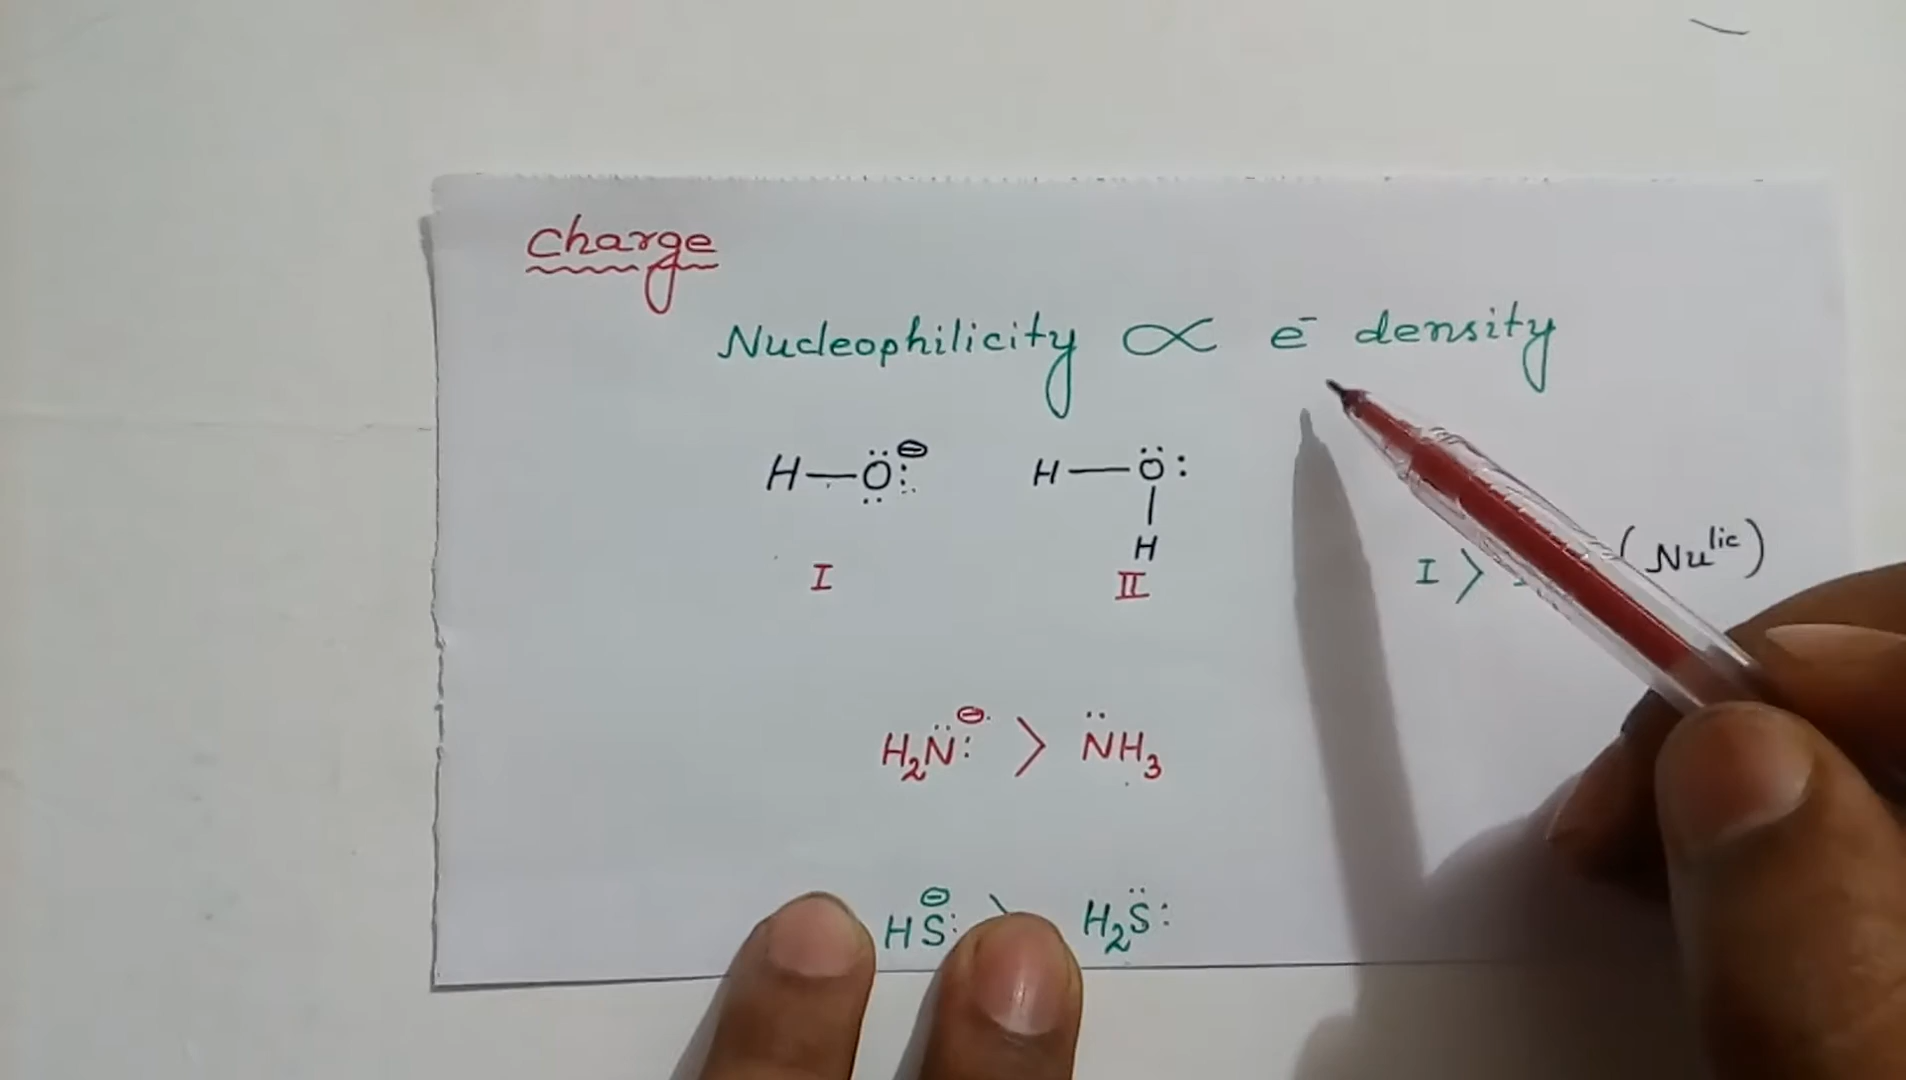 Charge
Nucleophilicity ∝ e⁻ density
H—Ö:⊖ H—Ö:
H
I II I > (Nu^lic)
H₂N̈:⊖ > N̈H₃
HS:⊖ > H₂S̈: